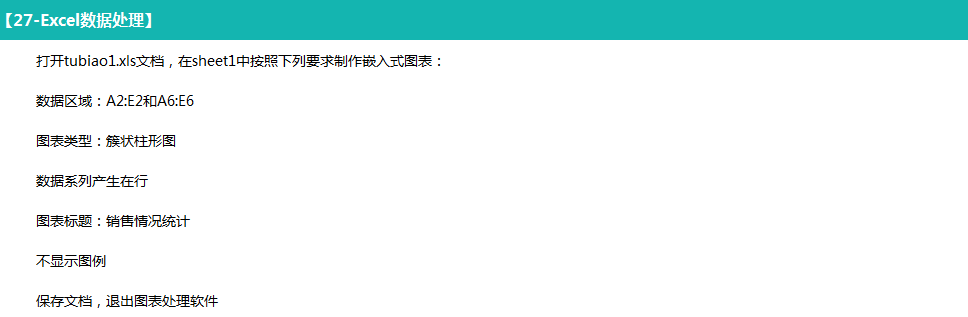 【27-Excel数据处理】
打开tubiao1.xls文档，在sheet1中按照下列要求制作嵌入式图表：
数据区域：A2:E2和A6:E6
图表类型：簇状柱形图
数据系列产生在行
图表标题：销售情况统计
不显示图例
保存文档，退出图表处理软件